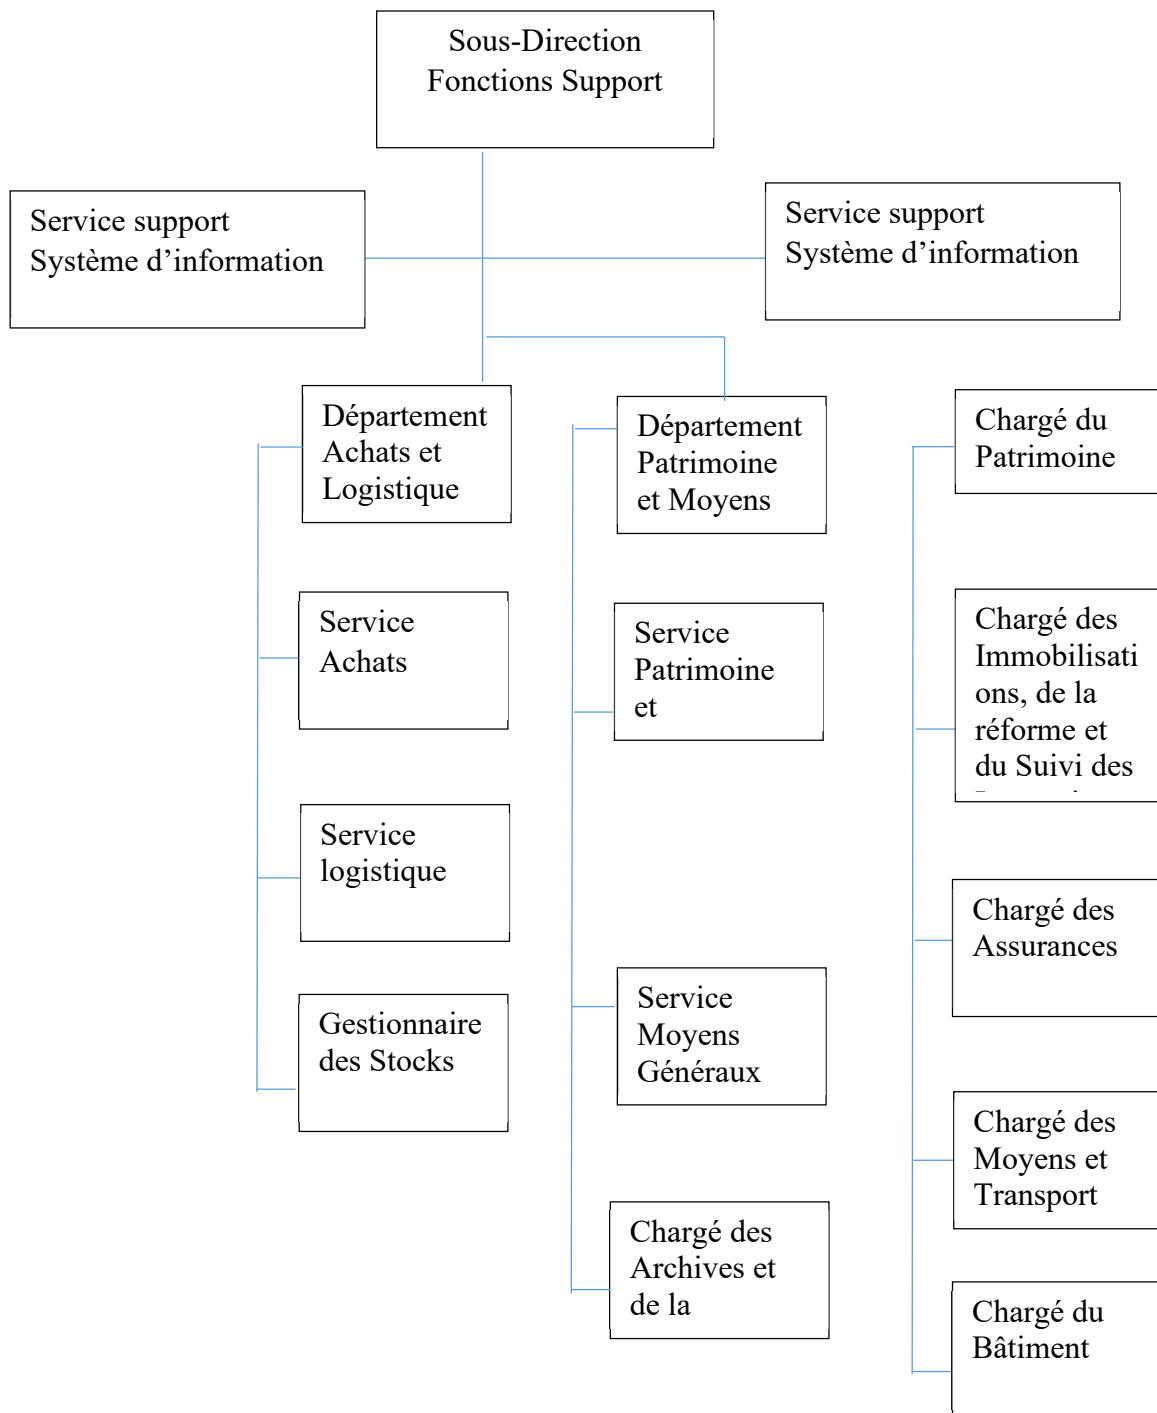 Sous-Direction
Fonctions Support
Service support
Système d’information
Service support
Système d’information
Département
Achats et
Logistique
Département
Patrimoine
et Moyens
Chargé du
Patrimoine
Service
Achats
Service
Patrimoine
et
Chargé des
Immobilisati
ons, de la
réforme et
du Suivi des
Service
logistique
Chargé des
Assurances
Gestionnaire
des Stocks
Service
Moyens
Généraux
Chargé des
Moyens et
Transport
Chargé des
Archives et
de la
Chargé du
Bâtiment